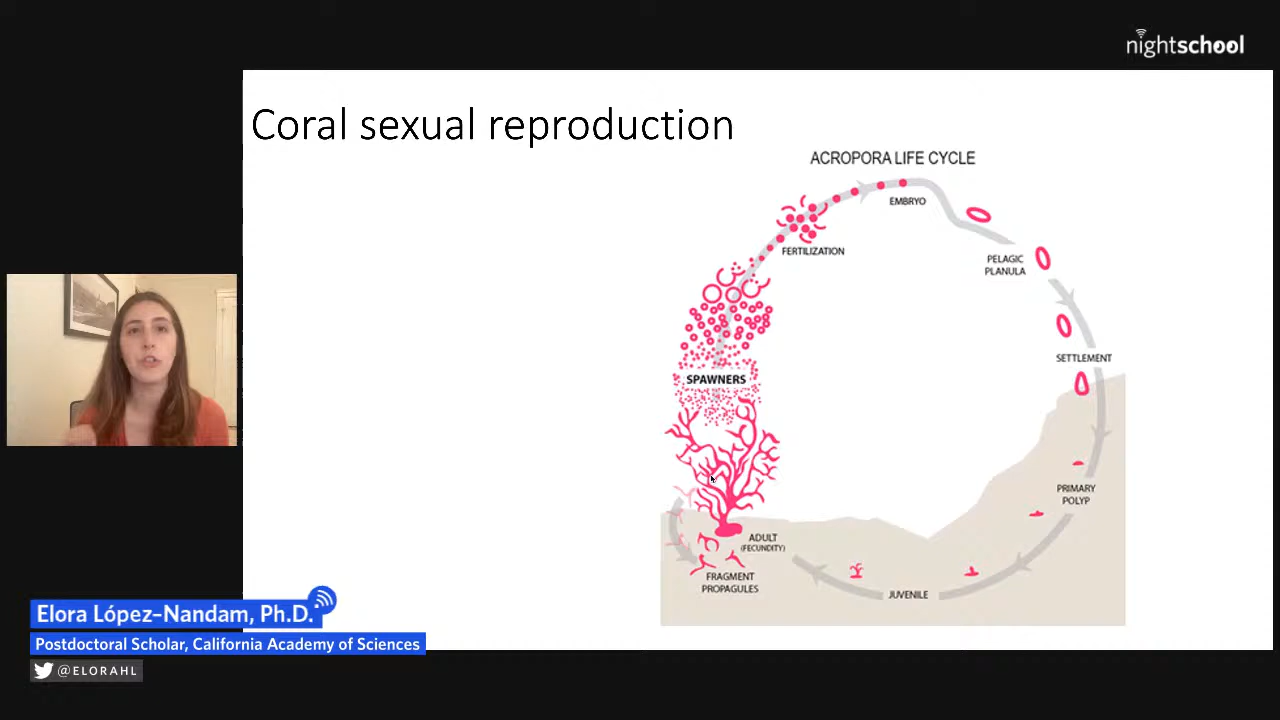 nightschool
Coral sexual reproduction
ACROPORA LIFE CYCLE
EMBRYO
FERTILIZATION
PELAGIC
PLANULA
SETTLEMENT
SPAWNERS
PRIMARY
POLYP
ADULT
(FECUNDITY)
FRAGMENT
PROPAGULES
JUVENILE
Elora López-Nandam, Ph.D.
Postdoctoral Scholar, California Academy of Sciences
@ELORAHL